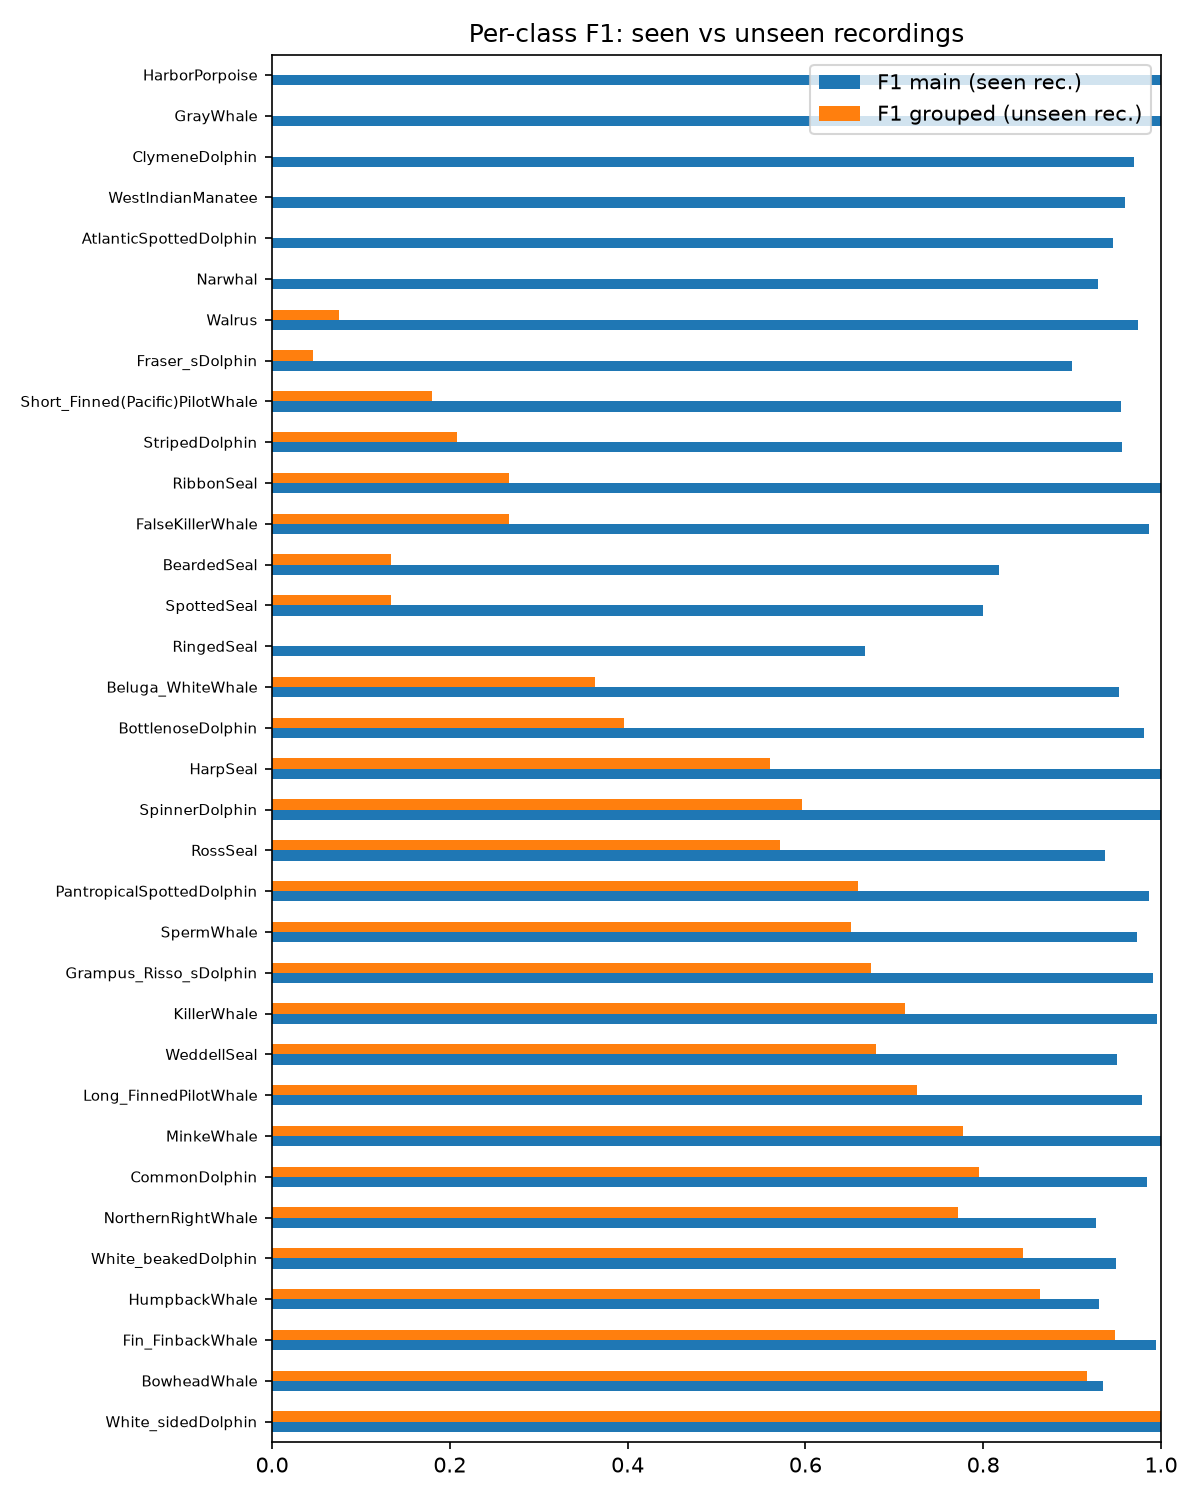 Per-class F1: seen vs unseen recordings
F1 main (seen rec.)
F1 grouped (unseen rec.)
HarborPorpoise
GrayWhale
ClymeneDolphin
WestIndianManatee
AtlanticSpottedDolphin
Narwhal
Walrus
Fraser_sDolphin
Short_Finned(Pacific)PilotWhale
StripedDolphin
RibbonSeal
FalseKillerWhale
BeardedSeal
SpottedSeal
RingedSeal
Beluga_WhiteWhale
BottlenoseDolphin
HarpSeal
SpinnerDolphin
RossSeal
PantropicalSpottedDolphin
SpermWhale
Grampus_Risso_sDolphin
KillerWhale
WeddellSeal
Long_FinnedPilotWhale
MinkeWhale
CommonDolphin
NorthernRightWhale
White_beakedDolphin
HumpbackWhale
Fin_FinbackWhale
BowheadWhale
White_sidedDolphin
0.0 0.2 0.4 0.6 0.8 1.0